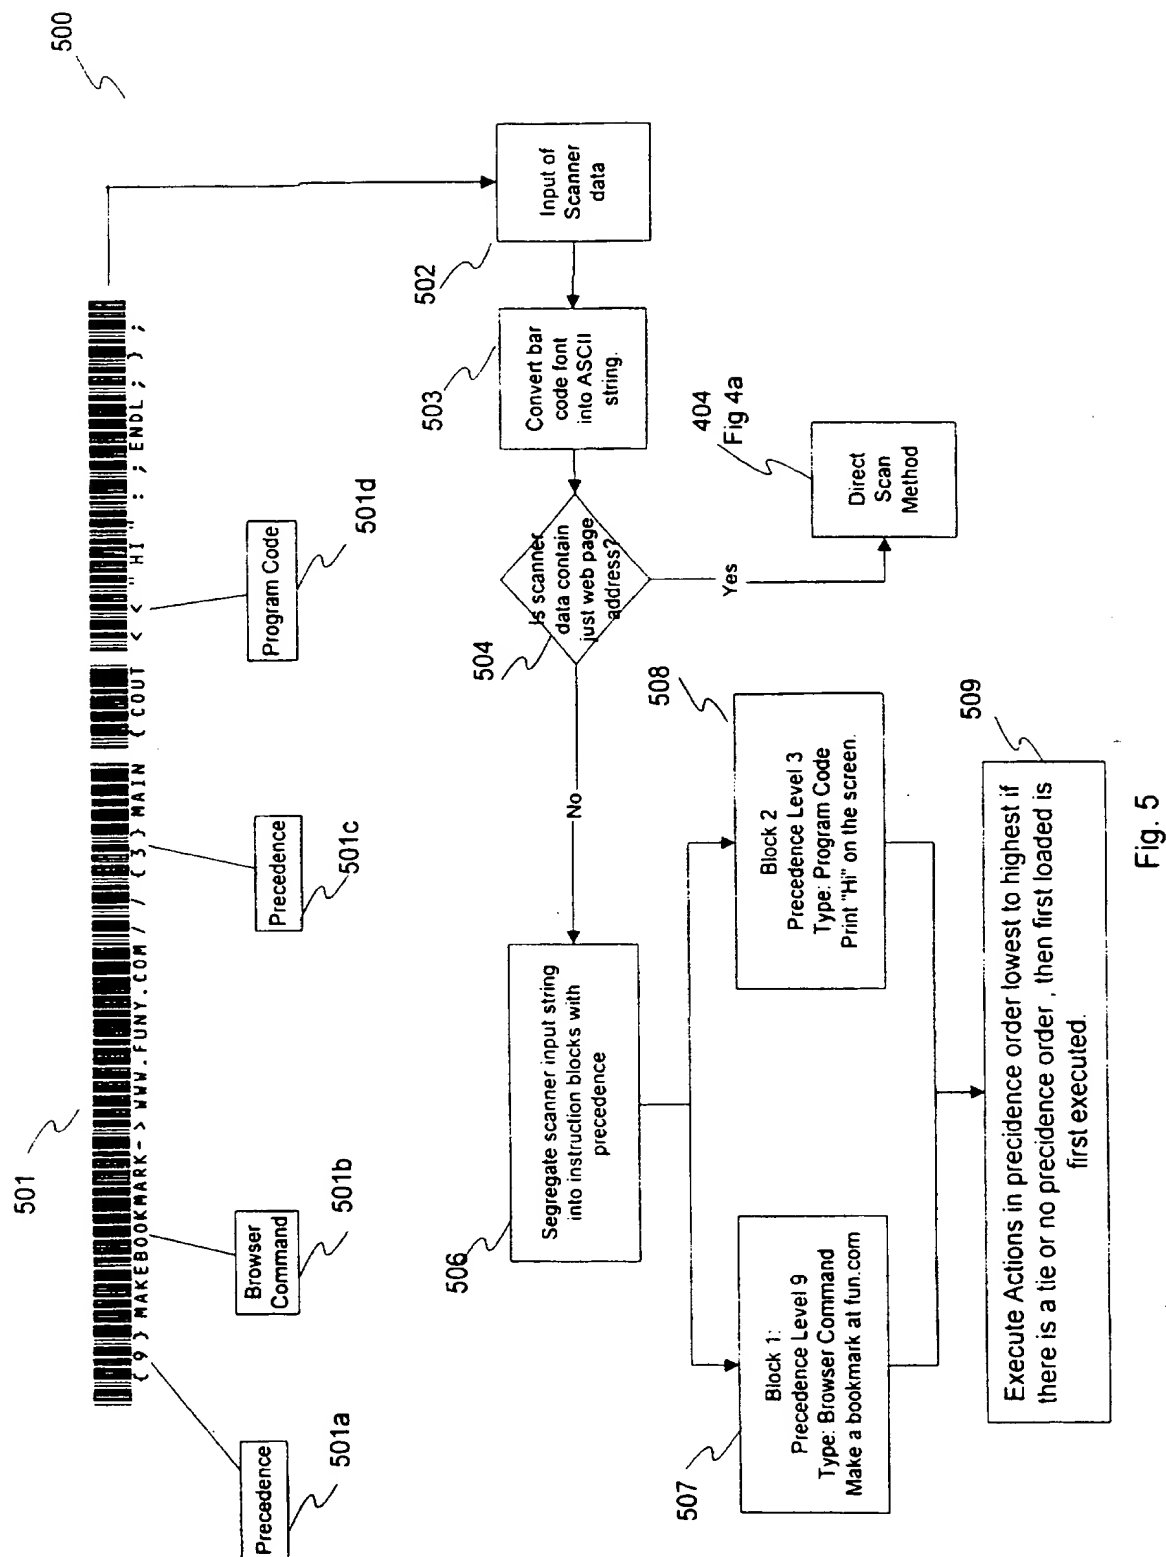 500
501
{9}MAKEBOOKMARK->WWW.FUNY.COM// {3}MAIN {COUT <<"HI": ;ENDL;};
Precedence
501a
Browser
Command
501b
Precedence
501c
Program Code
501d
502
Input of
Scanner
data
503
Convert bar
code font
into ASCII
string.
504
Is scanner
data contain
just web page
address?
No
Yes
404
Fig 4a
Direct
Scan
Method
506
Segregate scanner input string
into instruction blocks with
precedence
507
Block 1:
Precedence Level 9
Type: Browser Command
Make a bookmark at fun.com
508
Block 2
Precedence Level 3
Type: Program Code
Print "Hi" on the screen.
509
Execute Actions in precidence order lowest to highest if
there is a tie or no precidence order , then first loaded is
first executed.
Fig. 5